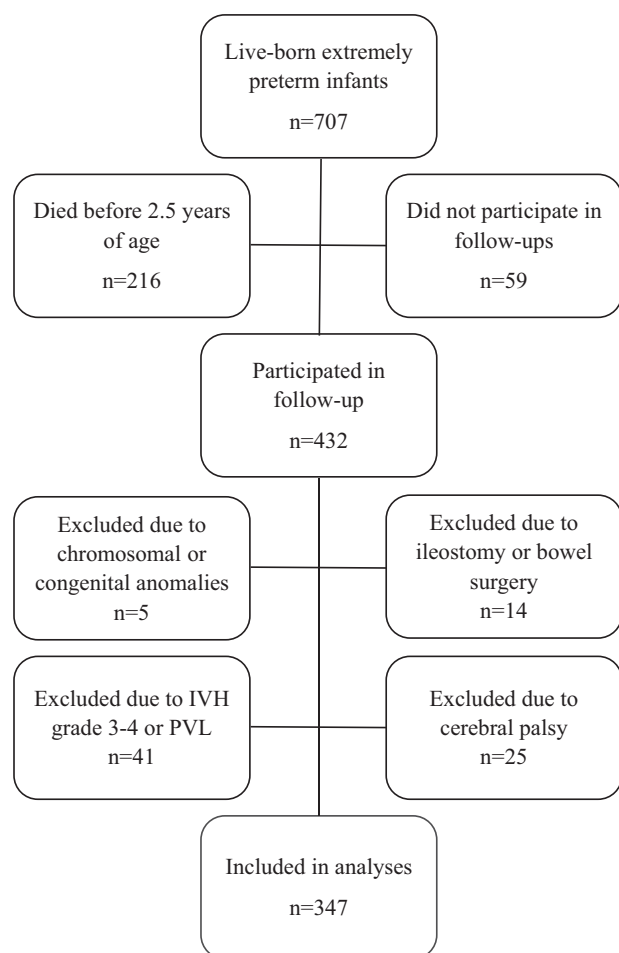 Live-born extremely
preterm infants
n=707
Died before 2.5 years
of age
n=216
Did not participate in
follow-ups
n=59
Participated in
follow-up
n=432
Excluded due to
chromosomal or
congenital anomalies
n=5
Excluded due to
ileostomy or bowel
surgery
n=14
Excluded due to IVH
grade 3-4 or PVL
n=41
Excluded due to
cerebral palsy
n=25
Included in analyses
n=347